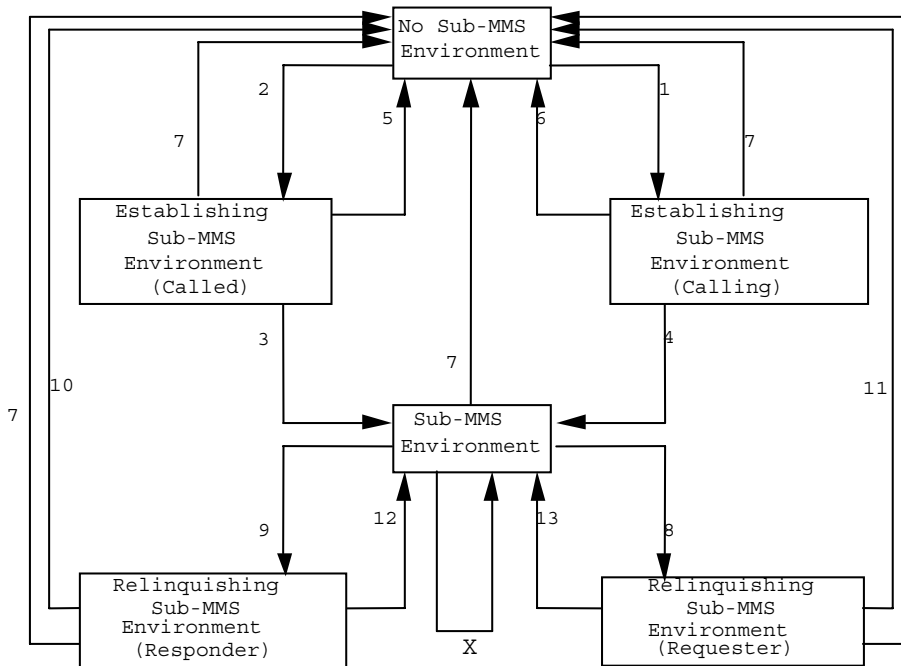 No Sub-MMS
Environment
2
1
5
6
7
7
Establishing
Sub-MMS
Environment
(Called)
Establishing
Sub-MMS
Environment
(Calling)
3
4
7
10
11
7
Sub-MMS
Environment
9
12
13
8
Relinquishing
Sub-MMS
Environment
(Responder)
Relinquishing
Sub-MMS
Environment
(Requester)
X